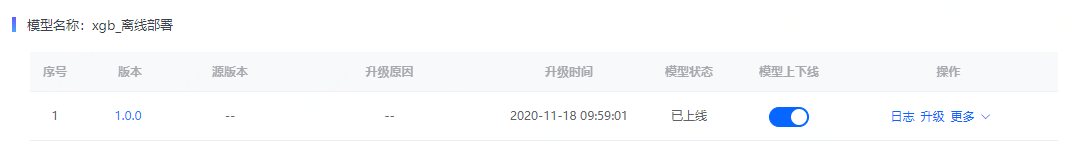 模型名称：xgb_离线部署
序号 版本 源版本 升级原因 升级时间 模型状态 模型上下线 操作
1 1.0.0 -- -- 2020-11-18 09:59:01 已上线 日志 升级 更多